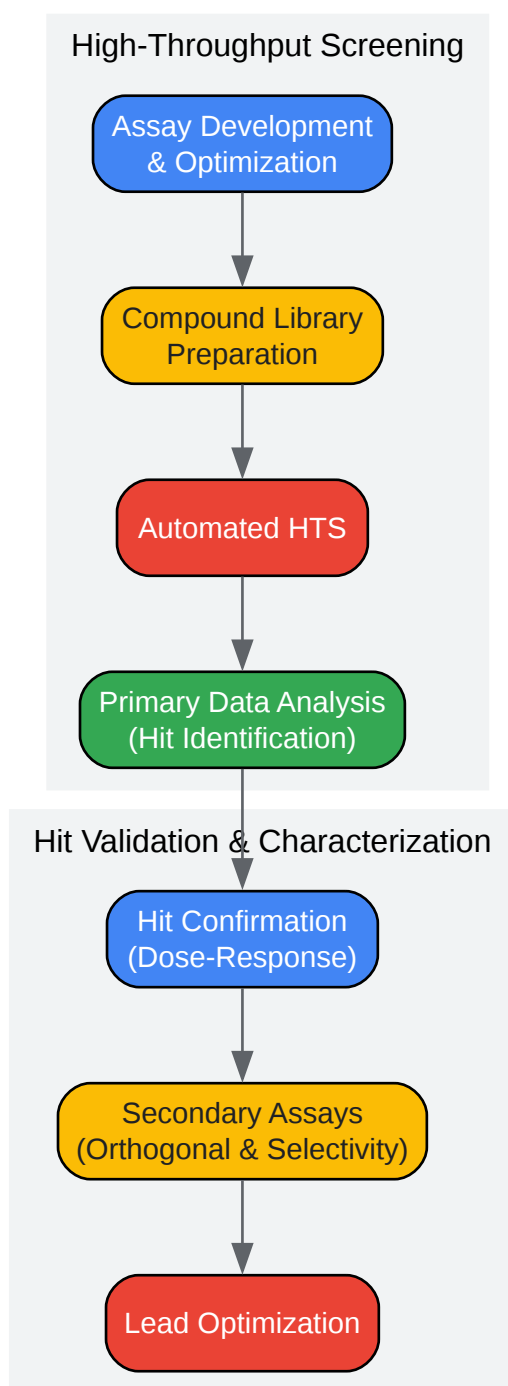 High-Throughput Screening
Assay Development
& Optimization
Compound Library
Preparation
Automated HTS
Primary Data Analysis
(Hit Identification)
Hit Validation & Characterization
Hit Confirmation
(Dose-Response)
Secondary Assays
(Orthogonal & Selectivity)
Lead Optimization